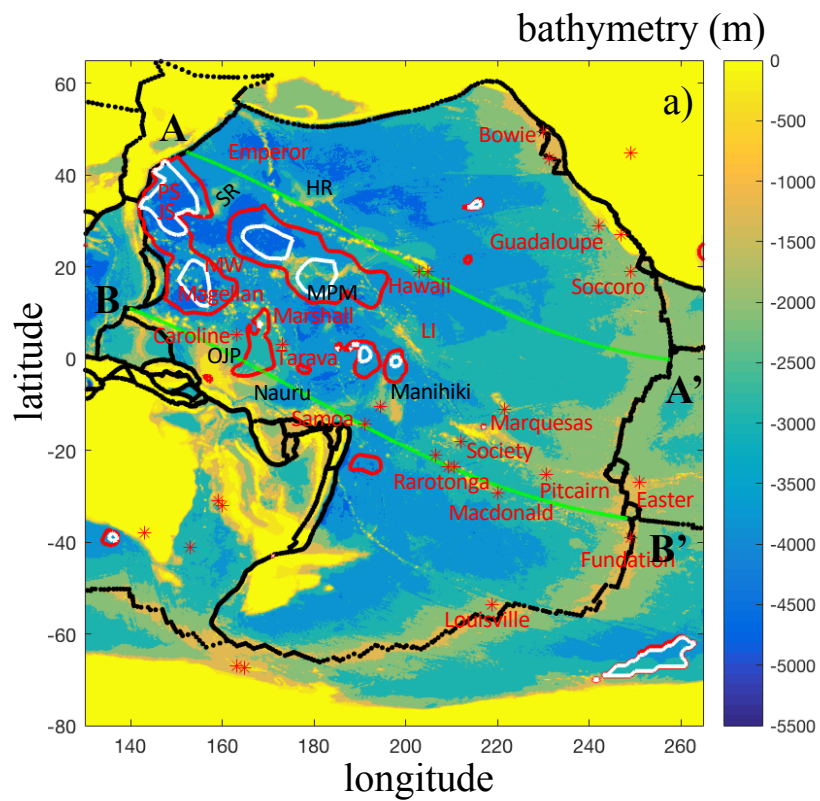 bathymetry (m)
a)
A
Bowie
Emperor
PS
JS
SR
HR
Guadaloupe
MW
Magellan
MPM
Hawaii
Soccoro
B
Marshall
Caroline
OJP
Tarava
LI
A'
Nauru
Manihiki
Samoa
Marquesas
Society
Rarotonga
Pitcairn
Easter
Macdonald
B'
Fundation
Louisville
latitude
60
40
20
0
-20
-40
-60
-80
140
160
180
200
220
240
260
longitude
0
-500
-1000
-1500
-2000
-2500
-3000
-3500
-4000
-4500
-5000
-5500